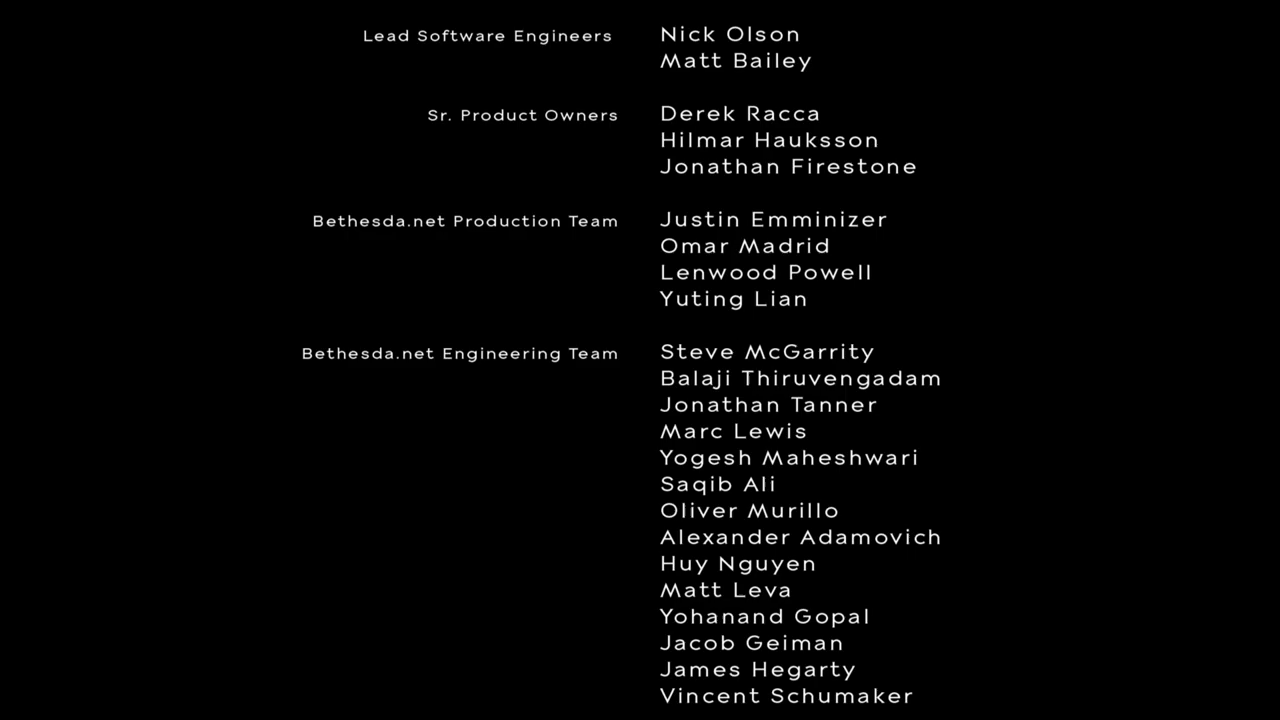 Lead Software Engineers Nick Olson
Matt Bailey
Sr. Product Owners Derek Racca
Hilmar Hauksson
Jonathan Firestone
Bethesda.net Production Team Justin Emminizer
Omar Madrid
Lenwood Powell
Yuting Lian
Bethesda.net Engineering Team Steve McGarrity
Balaji Thiruvengadam
Jonathan Tanner
Marc Lewis
Yogesh Maheshwari
Saqib Ali
Oliver Murillo
Alexander Adamovich
Huy Nguyen
Matt Leva
Yohanand Gopal
Jacob Geiman
James Hegarty
Vincent Schumaker